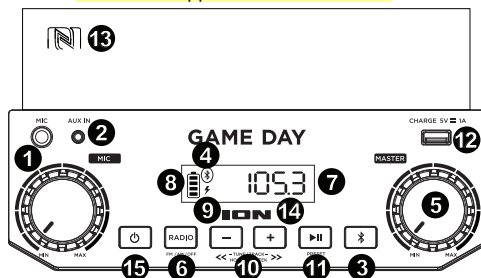 13
MIC
AUX IN
CHARGE 5V 1A
1
2
12
GAME DAY
MIC
4
MASTER
8
105.3
7
5
9
ION
14
MIN
MAX
RADIO
-
+
MIN
MAX
FM / AM / OFF
<< - TUNE/TRACK - >>
PRESET
15
6
10
11
3